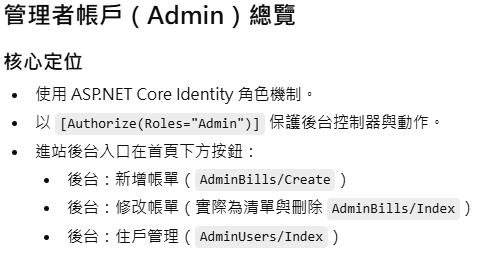 管理者帳戶（Admin）總覽
核心定位
• 使用 ASP.NET Core Identity 角色機制。
• 以 [Authorize(Roles="Admin")] 保護後台控制器與動作。
• 進站後台入口在首頁下方按鈕：
• 後台：新增帳單（ AdminBills/Create ）
• 後台：修改帳單（實際為清單與刪除 AdminBills/Index ）
• 後台：住戶管理（ AdminUsers/Index ）